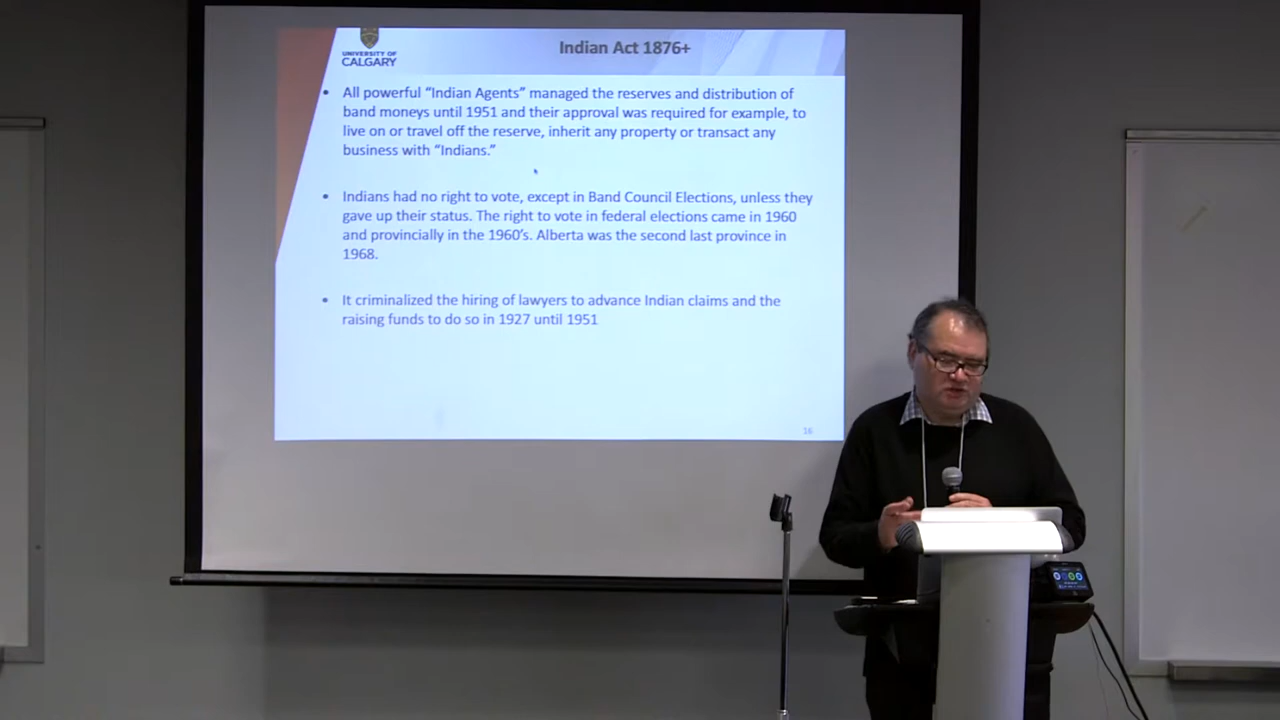 UNIVERSITY OF
CALGARY
Indian Act 1876+
• All powerful “Indian Agents” managed the reserves and distribution of
band moneys until 1951 and their approval was required for example, to
live on or travel off the reserve, inherit any property or transact any
business with “Indians.”
• Indians had no right to vote, except in Band Council Elections, unless they
gave up their status. The right to vote in federal elections came in 1960
and provincially in the 1960’s. Alberta was the second last province in
1968.
• It criminalized the hiring of lawyers to advance Indian claims and the
raising funds to do so in 1927 until 1951
16